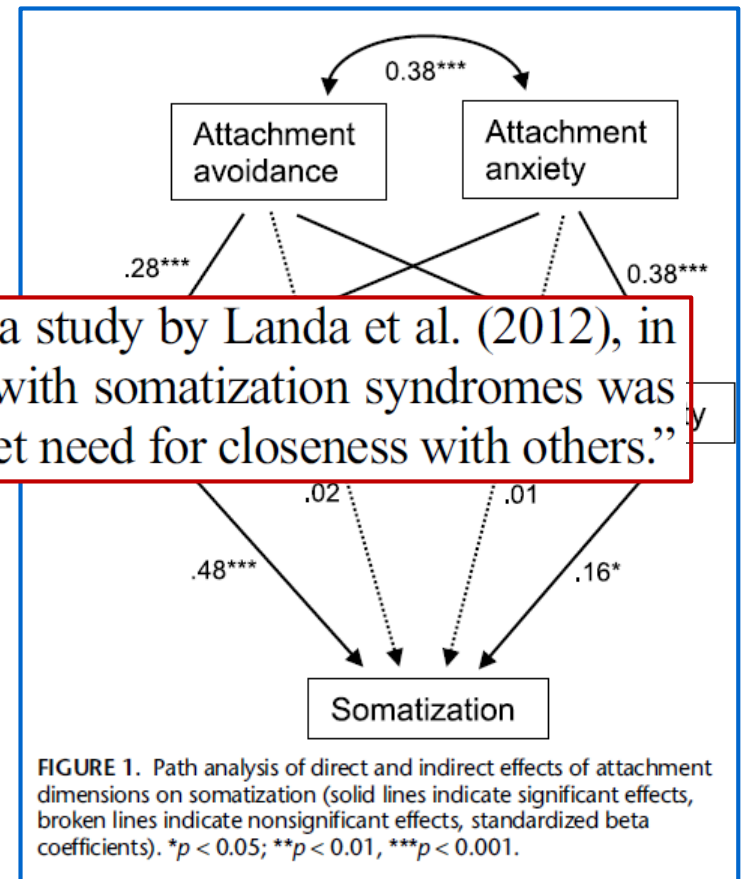 0.38***
Attachment
avoidance
Attachment
anxiety
.28***
0.38***
a study by Landa et al. (2012), in
with somatization syndromes was
et need for closeness with others.”
y
.02
.01
.48***
.16*
Somatization
FIGURE 1. Path analysis of direct and indirect effects of attachment
dimensions on somatization (solid lines indicate significant effects,
broken lines indicate nonsignificant effects, standardized beta
coefficients). *p < 0.05; **p < 0.01, ***p < 0.001.